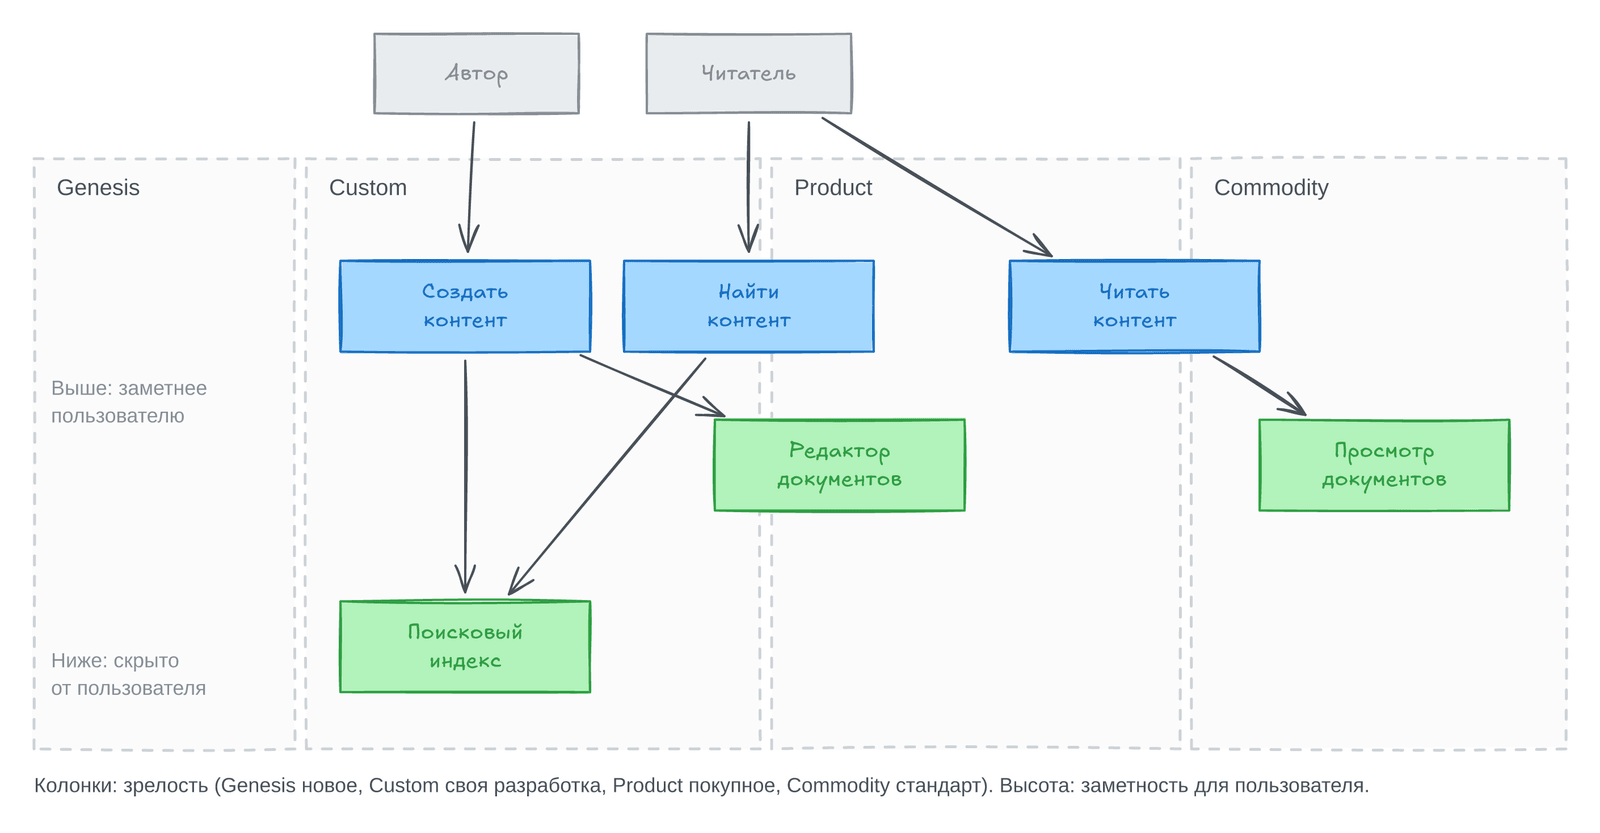 Автор
Читатель
Genesis
Custom
Product
Commodity
Создать
контент
Найти
контент
Читать
контент
Выше: заметнее
пользователю
Редактор
документов
Просмотр
документов
Поисковый
индекс
Ниже: скрыто
от пользователя
Колонки: зрелость (Genesis новое, Custom своя разработка, Product покупное, Commodity стандарт). Высота: заметность для пользователя.